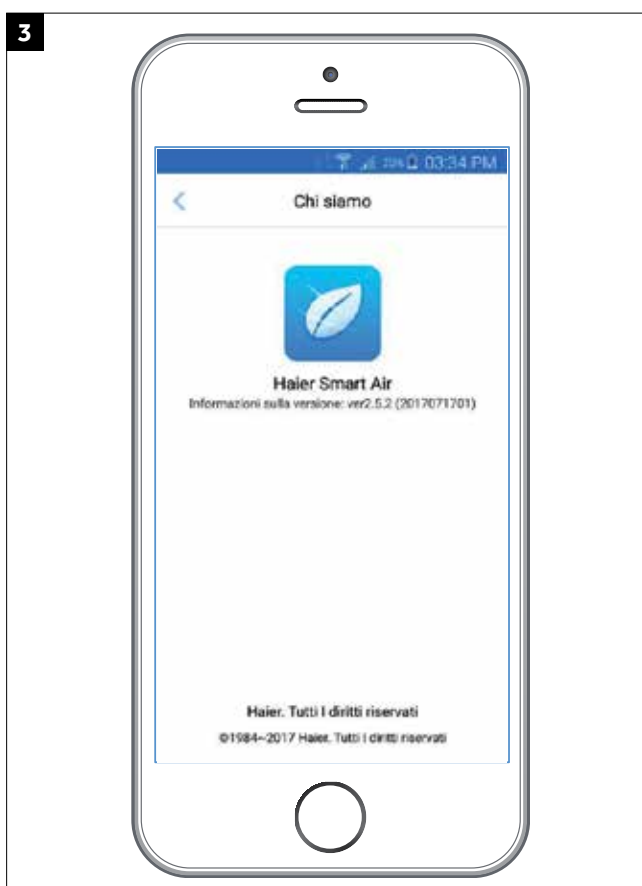 3
03:34 PM
Chi siamo
Haier Smart Air
Informazioni sulla versione: ver2.5.2 (2017071701)
Haier. Tutti I diritti riservati
©1984~2017 Haier. Tutti I diritti riservati